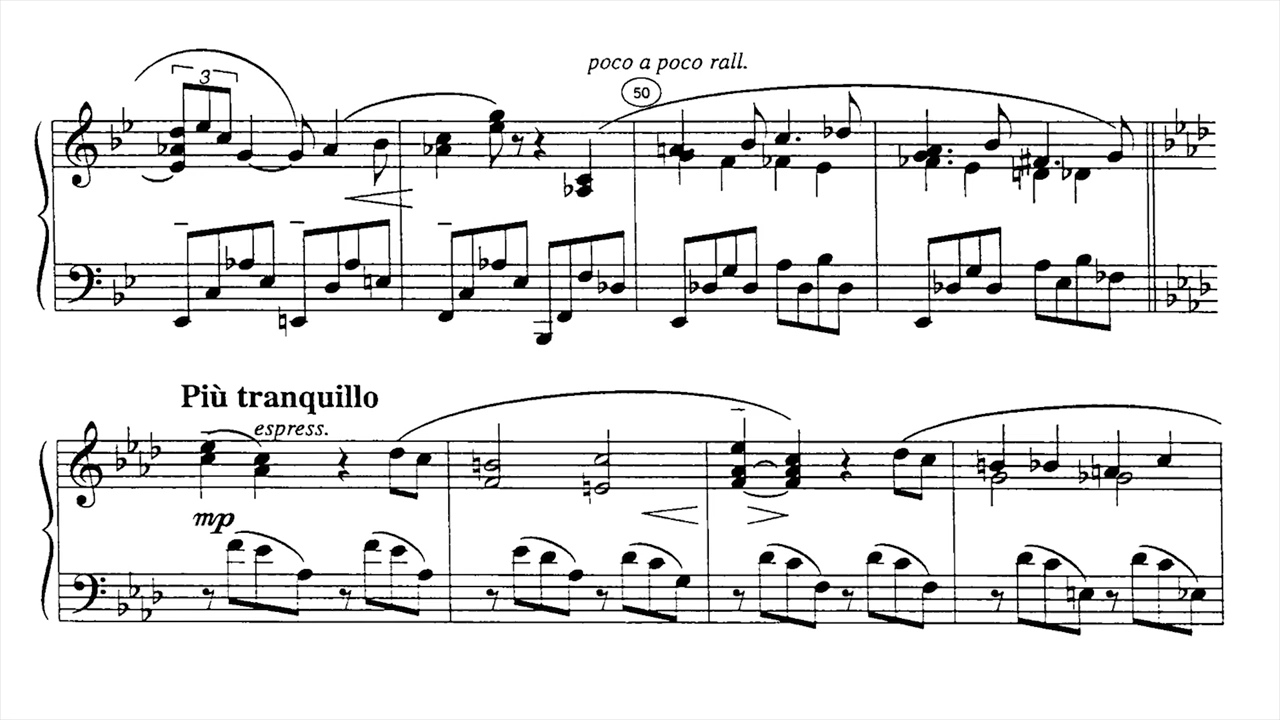 poco a poco rall.
3
50
Più tranquillo
espress.
mp